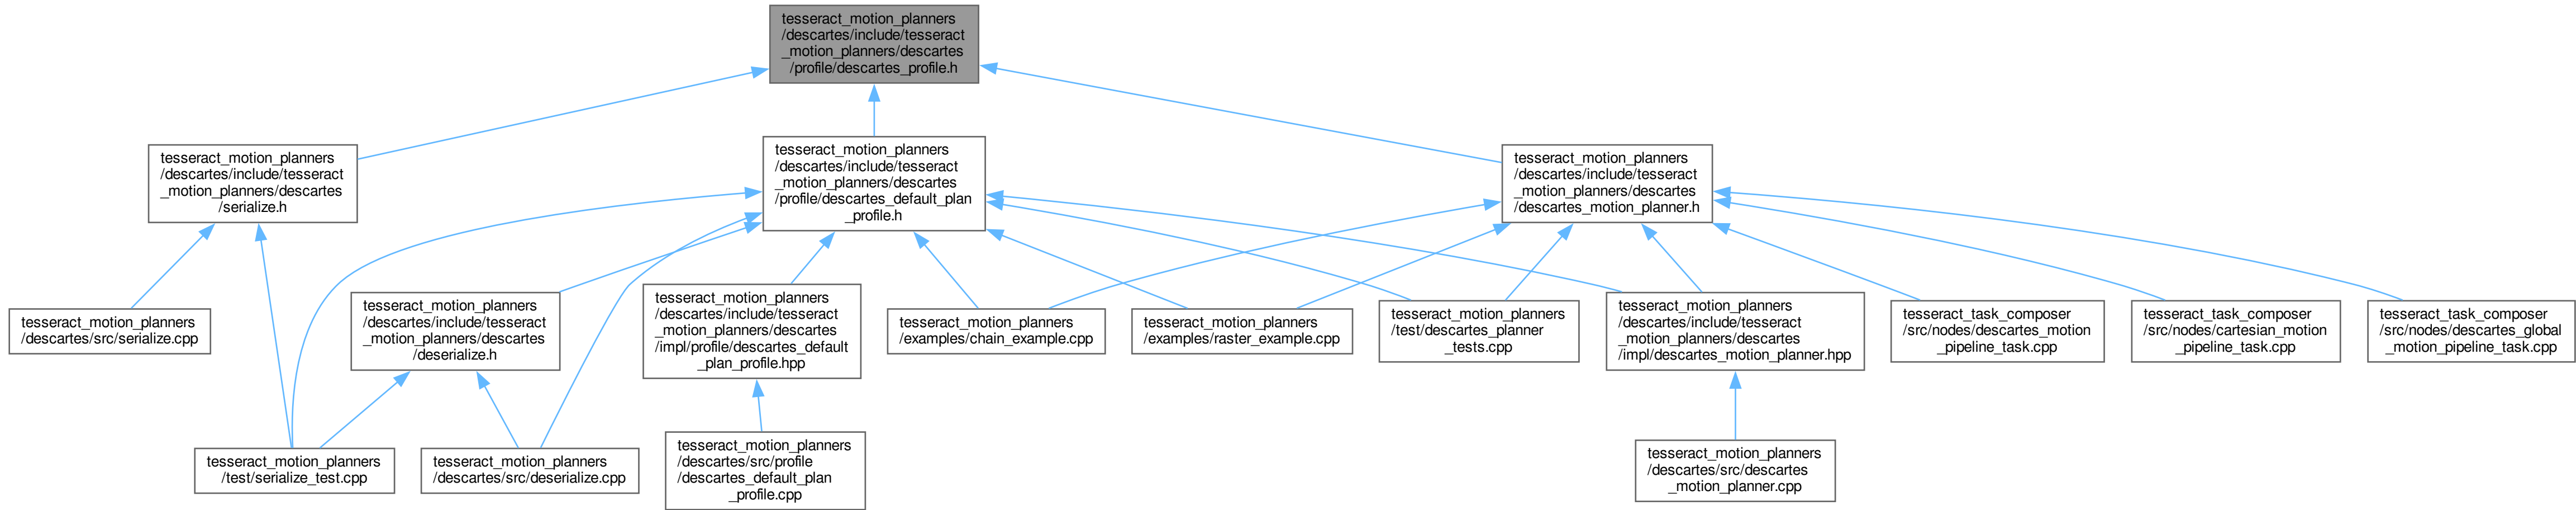 tesseract_motion_planners
/descartes/include/tesseract
_motion_planners/descartes
/profile/descartes_profile.h
tesseract_motion_planners
/descartes/include/tesseract
_motion_planners/descartes
/serialize.h
tesseract_motion_planners
/descartes/include/tesseract
_motion_planners/descartes
/profile/descartes_default_plan
_profile.h
tesseract_motion_planners
/descartes/include/tesseract
_motion_planners/descartes
/descartes_motion_planner.h
tesseract_motion_planners
/descartes/src/serialize.cpp
tesseract_motion_planners
/descartes/include/tesseract
_motion_planners/descartes
/deserialize.h
tesseract_motion_planners
/descartes/include/tesseract
_motion_planners/descartes
/impl/profile/descartes_default
_plan_profile.hpp
tesseract_motion_planners
/examples/chain_example.cpp
tesseract_motion_planners
/examples/raster_example.cpp
tesseract_motion_planners
/test/descartes_planner
_tests.cpp
tesseract_motion_planners
/descartes/include/tesseract
_motion_planners/descartes
/impl/descartes_motion_planner.hpp
tesseract_task_composer
/src/nodes/descartes_motion
_pipeline_task.cpp
tesseract_task_composer
/src/nodes/cartesian_motion
_pipeline_task.cpp
tesseract_task_composer
/src/nodes/descartes_global
_motion_pipeline_task.cpp
tesseract_motion_planners
/test/serialize_test.cpp
tesseract_motion_planners
/descartes/src/deserialize.cpp
tesseract_motion_planners
/descartes/src/profile
/descartes_default_plan
_profile.cpp
tesseract_motion_planners
/descartes/src/descartes
_motion_planner.cpp